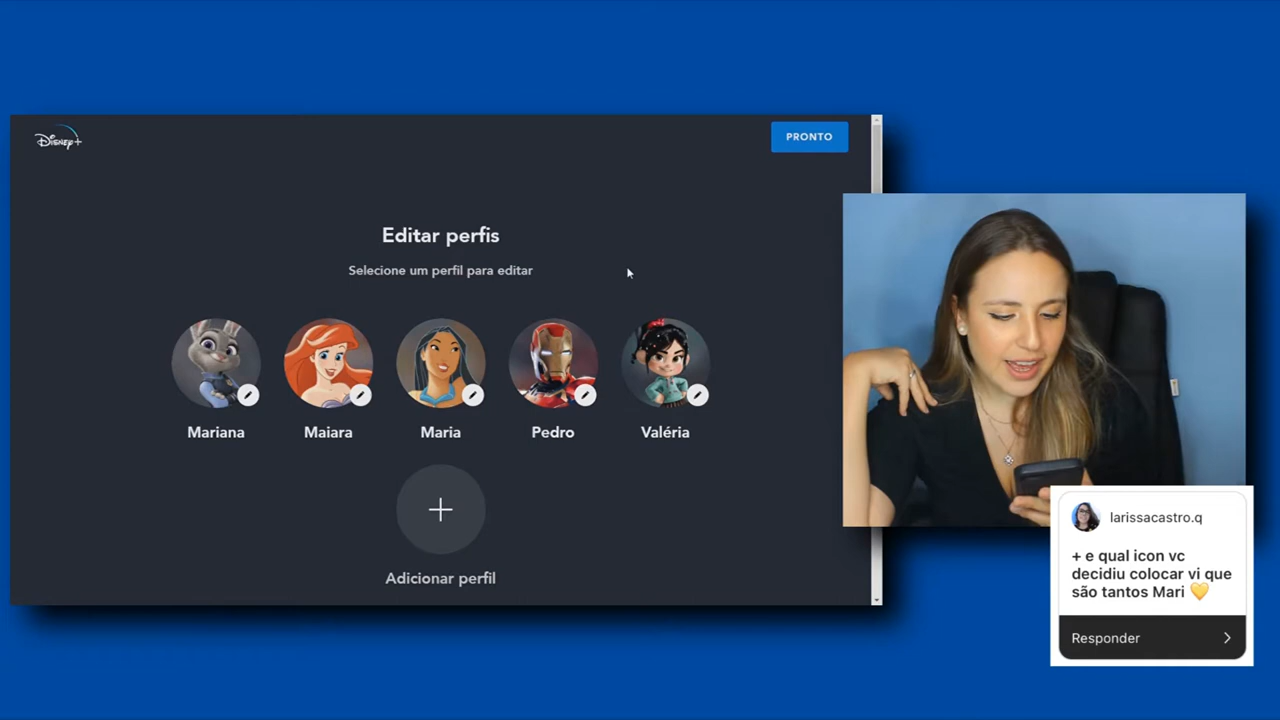 Disney+
PRONTO
Editar perfis
Selecione um perfil para editar
Mariana
Maiara
Maria
Pedro
Valéria
Adicionar perfil
larissacastro.q
+ e qual icon vc
decidiu colocar vi que
são tantos Mari 💛
Responder